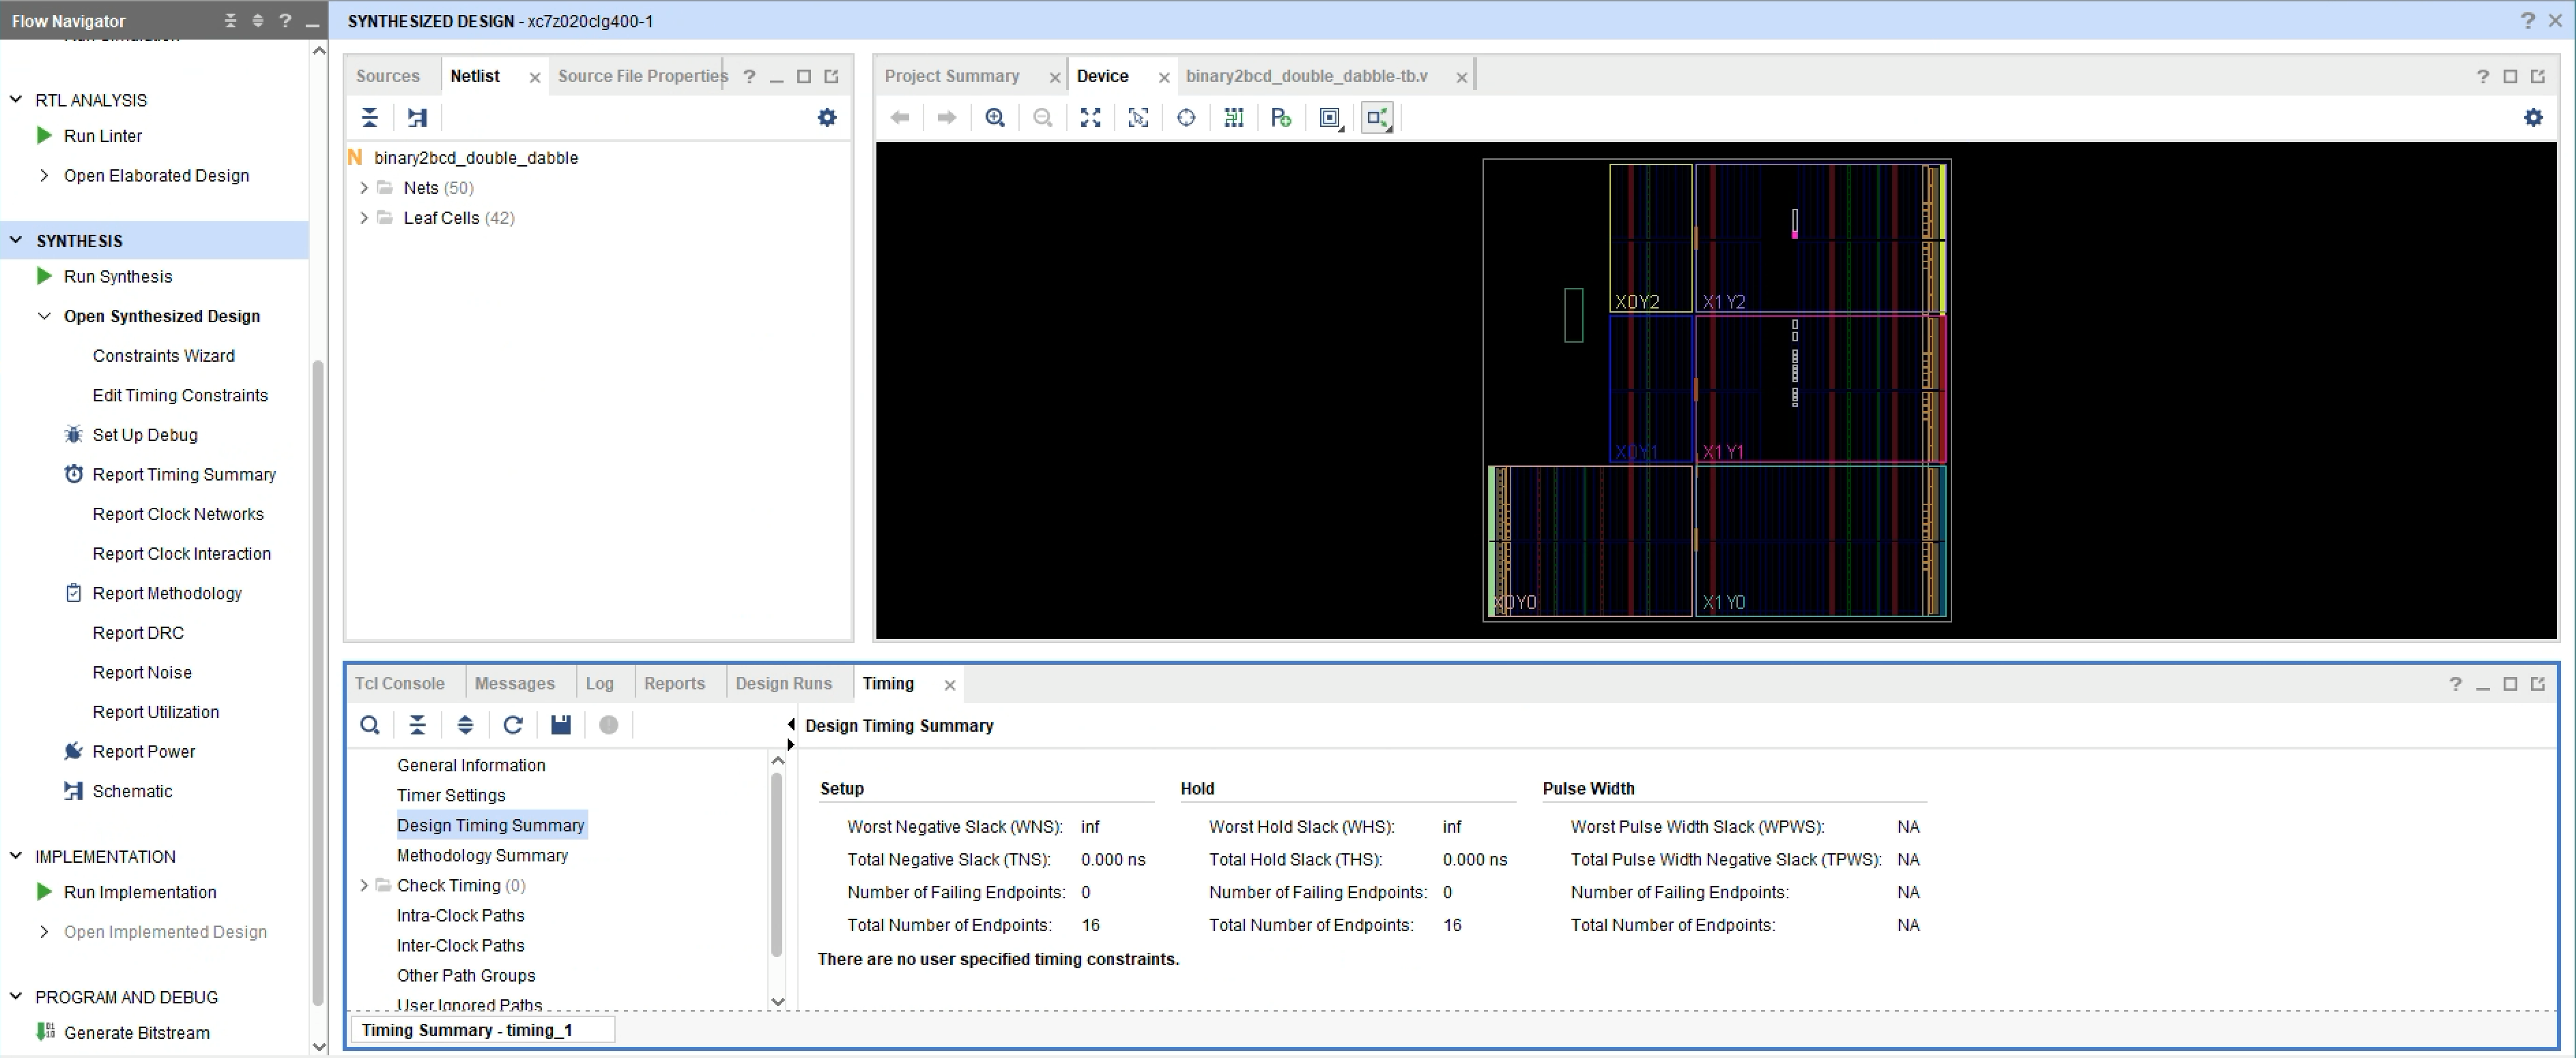 Flow Navigator
?
SYNTHESIZED DESIGN - xc7z020clg400-1
?
RTL ANALYSIS
Run Linter
Open Elaborated Design
SYNTHESIS
Run Synthesis
Open Synthesized Design
Constraints Wizard
Edit Timing Constraints
Set Up Debug
Report Timing Summary
Report Clock Networks
Report Clock Interaction
Report Methodology
Report DRC
Report Noise
Report Utilization
Report Power
Schematic
IMPLEMENTATION
Run Implementation
Open Implemented Design
PROGRAM AND DEBUG
Generate Bitstream
Sources
Netlist
Source File Properties
?
N binary2bcd_double_dabble
Nets (50)
Leaf Cells (42)
Project Summary
Device
binary2bcd_double_dabble-tb.v
?
X0Y2
X1Y2
X0Y1
X1Y1
X0Y0
X1Y0
Tcl Console
Messages
Log
Reports
Design Runs
Timing
?
General Information
Timer Settings
Design Timing Summary
Methodology Summary
Check Timing (0)
Intra-Clock Paths
Inter-Clock Paths
Other Path Groups
User Ignored Paths
Design Timing Summary
Setup
Hold
Pulse Width
Worst Negative Slack (WNS): inf
Worst Hold Slack (WHS): inf
Worst Pulse Width Slack (WPWS): NA
Total Negative Slack (TNS): 0.000 ns
Total Hold Slack (THS): 0.000 ns
Total Pulse Width Negative Slack (TPWS): NA
Number of Failing Endpoints: 0
Number of Failing Endpoints: 0
Number of Failing Endpoints: NA
Total Number of Endpoints: 16
Total Number of Endpoints: 16
Total Number of Endpoints: NA
There are no user specified timing constraints.
Timing Summary - timing_1